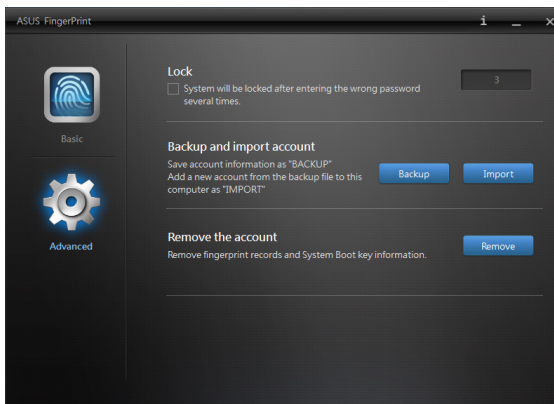 ASUS FingerPrint
i
Basic
Advanced
Lock
System will be locked after entering the wrong password
several times.
3
Backup and import account
Save account information as "BACKUP"
Add a new account from the backup file to this
computer as "IMPORT"
Backup
Import
Remove the account
Remove fingerprint records and System Boot key information.
Remove